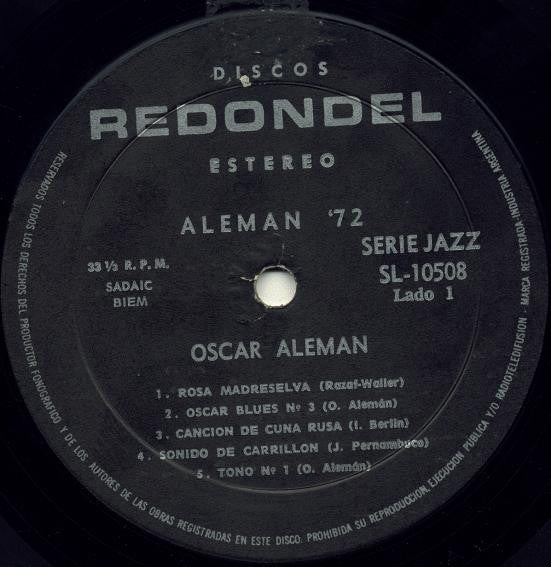 DISCOS
REDONDEL
ESTEREO
ALEMAN '72
SERIE JAZZ
33 ⅓ R. P. M.
SL-10508
SADAIC
Lado 1
BIEM
OSCAR ALEMAN
1. ROSA MADRESELVA (Razaf-Waller)
2. OSCAR BLUES Nº 3 (O. Alemán)
3. CANCION DE CUNA RUSA (I. Berlin)
4. SONIDO DE CARRILLON (J. Pernambuco)
5. TONO Nº 1 (O. Alemán)
RESERVADOS TODOS LOS DERECHOS DEL PRODUCTOR FONOGRAFICO Y DE LOS AUTORES DE LAS OBRAS REGISTRADAS EN ESTE DISCO. PROHIBIDA SU REPRODUCCION, EJECUCION PUBLICA Y/O RADIOTELEDIFUSION - MARCA REGISTRADA-INDUSTRIA ARGENTINA